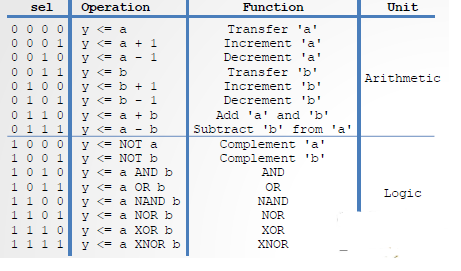 sel Operation Function Unit
0 0 0 0 y <= a Transfer 'a'
0 0 0 1 y <= a + 1 Increment 'a'
0 0 1 0 y <= a - 1 Decrement 'a'
0 0 1 1 y <= b Transfer 'b'
0 1 0 0 y <= b + 1 Increment 'b' Arithmetic
0 1 0 1 y <= b - 1 Decrement 'b'
0 1 1 0 y <= a + b Add 'a' and 'b'
0 1 1 1 y <= a - b Subtract 'b' from 'a'
1 0 0 0 y <= NOT a Complement 'a'
1 0 0 1 y <= NOT b Complement 'b'
1 0 1 0 y <= a AND b AND
1 0 1 1 y <= a OR b OR Logic
1 1 0 0 y <= a NAND b NAND
1 1 0 1 y <= a NOR b NOR
1 1 1 0 y <= a XOR b XOR
1 1 1 1 y <= a XNOR b XNOR